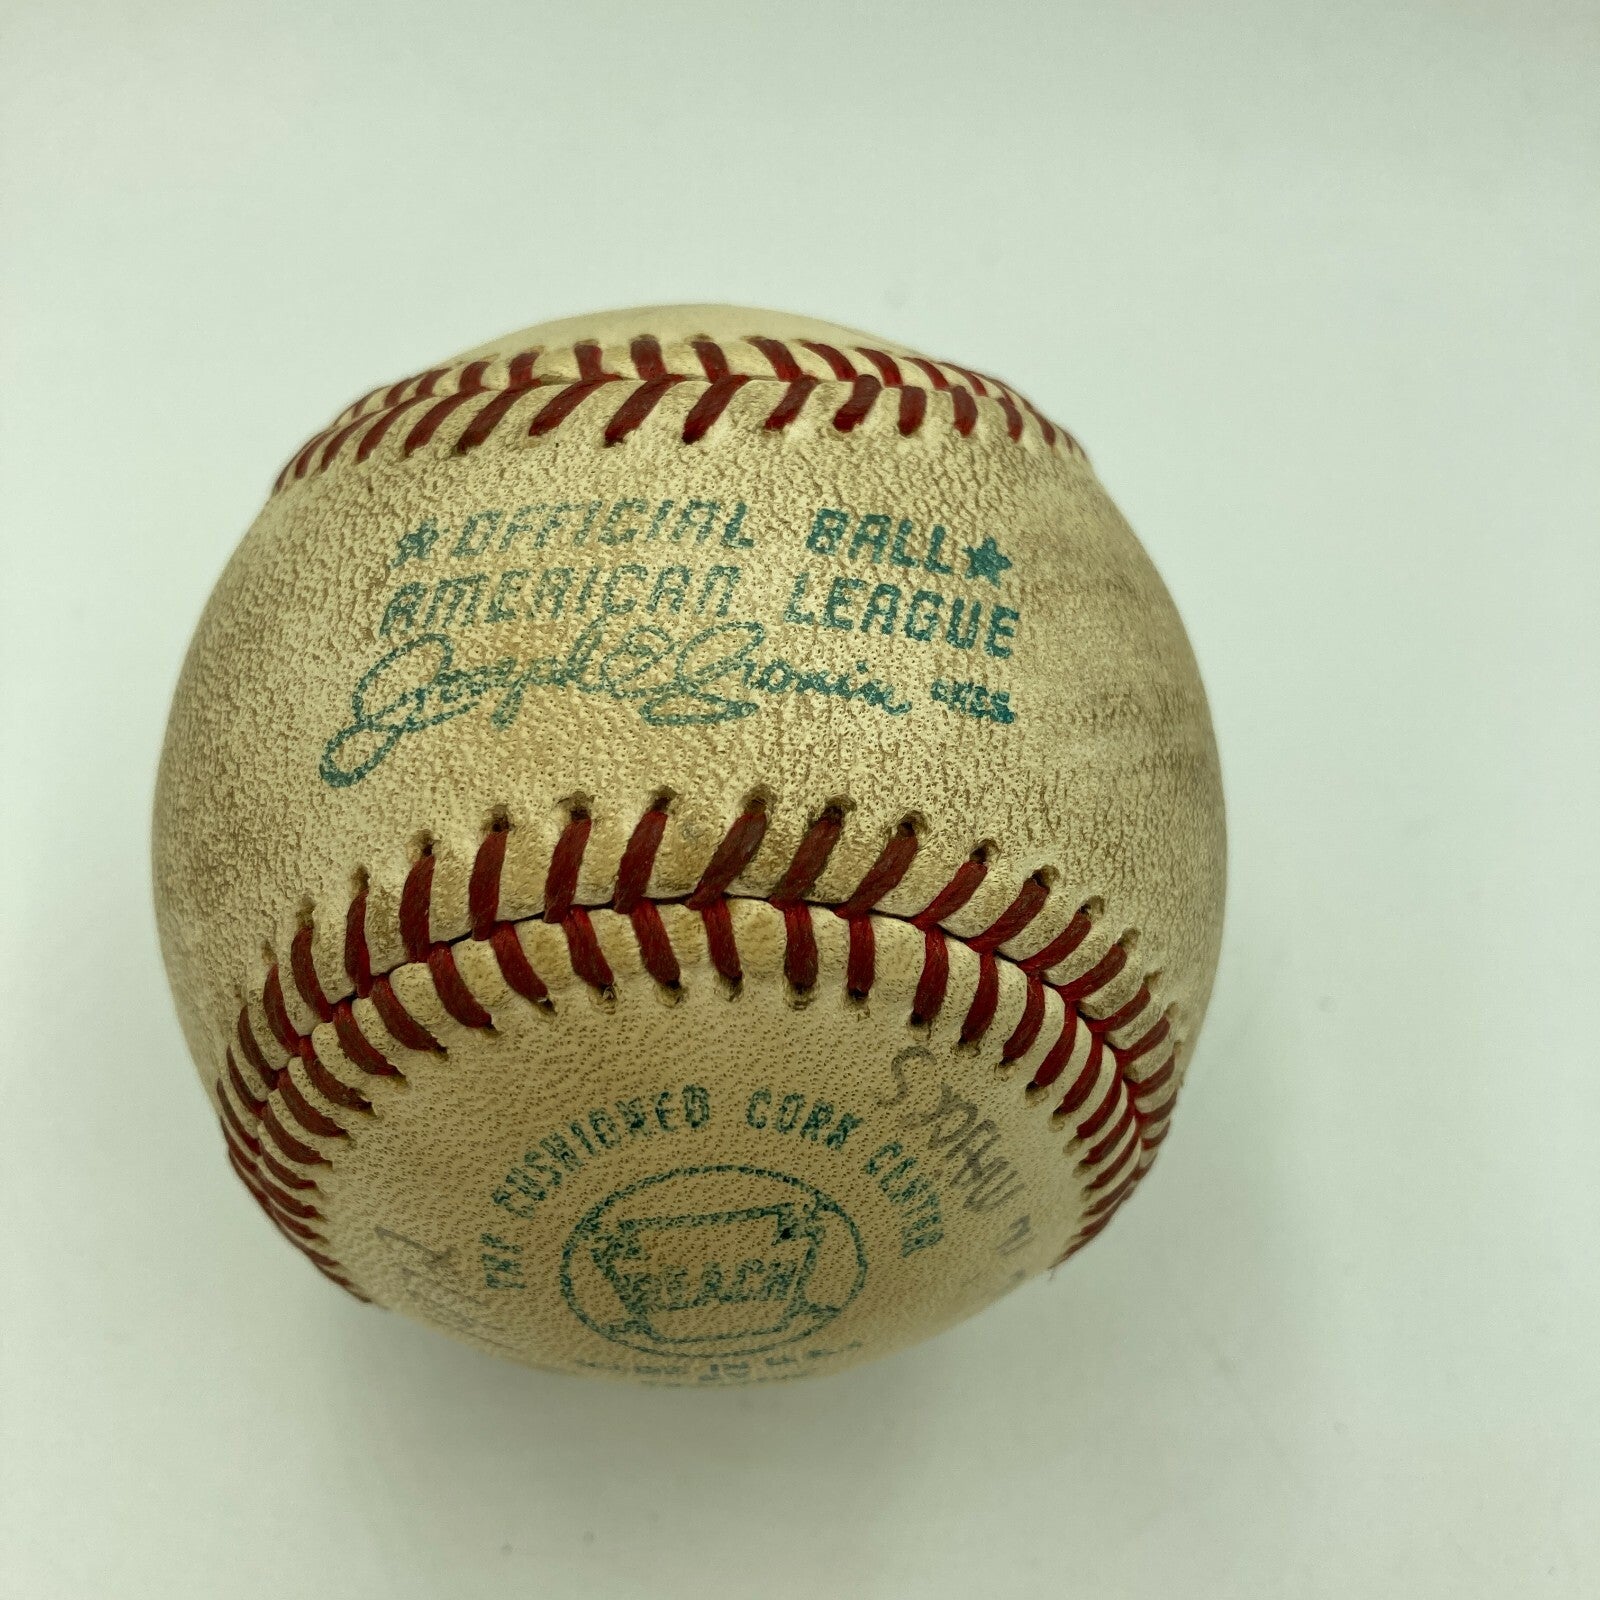 ★ OFFICIAL BALL ★
AMERICAN LEAGUE
Joseph E. Cronin PRES
THE CUSHIONED CORK CENTER
REACH